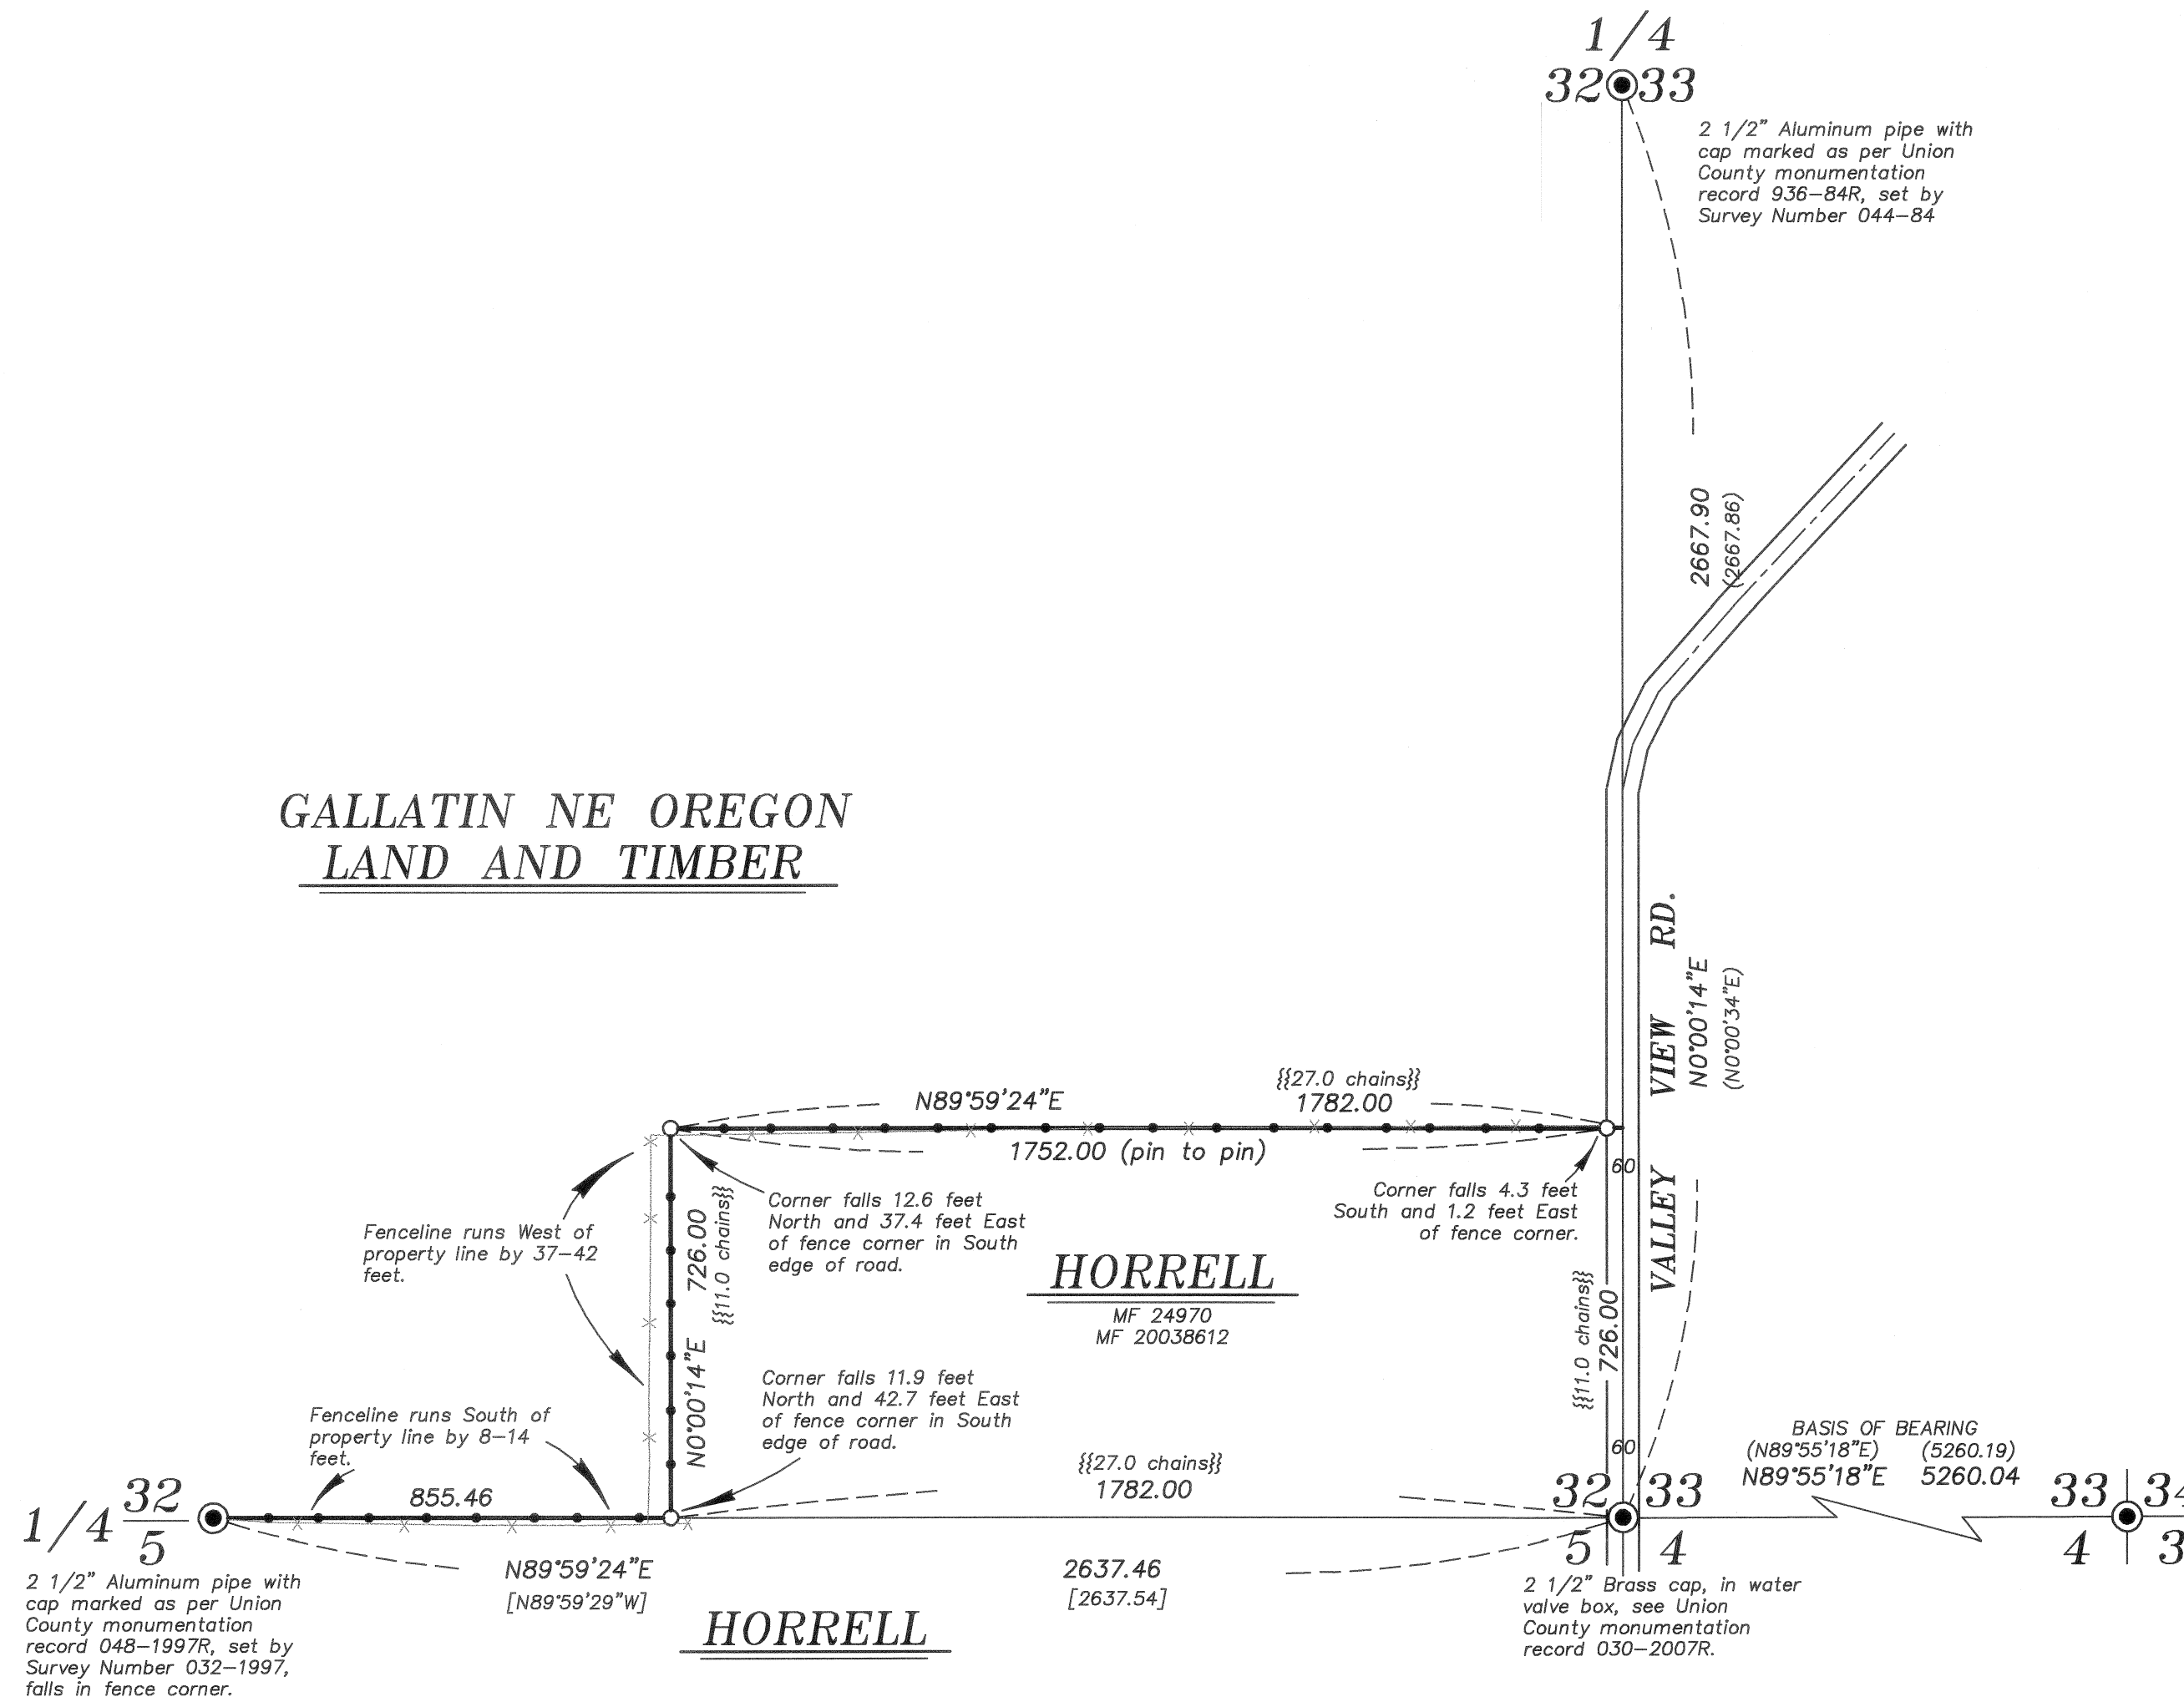 1/4
32 33
2 1/2" Aluminum pipe with
cap marked as per Union
County monumentation
record 936-84R, set by
Survey Number 044-84
2667.90
(2667.86)
GALLATIN NE OREGON
LAND AND TIMBER
VALLEY VIEW RD.
N0°00'14"E
(N0°00'34"E)
{{27.0 chains}}
N89°59'24"E
1782.00
1752.00 (pin to pin)
60
Corner falls 12.6 feet
North and 37.4 feet East
of fence corner in South
edge of road.
Corner falls 4.3 feet
South and 1.2 feet East
of fence corner.
Fenceline runs West of
property line by 37-42
feet.
N0°00'14"E 726.00
{{11.0 chains}}
HORRELL
MF 24970
MF 20038612
{{11.0 chains}}
726.00
Corner falls 11.9 feet
North and 42.7 feet East
of fence corner in South
edge of road.
Fenceline runs South of
property line by 8-14
feet.
60
BASIS OF BEARING
(N89°55'18"E) (5260.19)
N89°55'18"E 5260.04
{{27.0 chains}}
1782.00
855.46
1/4 32
5
32 33
5 4
33 34
4 3
N89°59'24"E
[N89°59'29"W]
2637.46
[2637.54]
2 1/2" Aluminum pipe with
cap marked as per Union
County monumentation
record 048-1997R, set by
Survey Number 032-1997,
falls in fence corner.
HORRELL
2 1/2" Brass cap, in water
valve box, see Union
County monumentation
record 030-2007R.